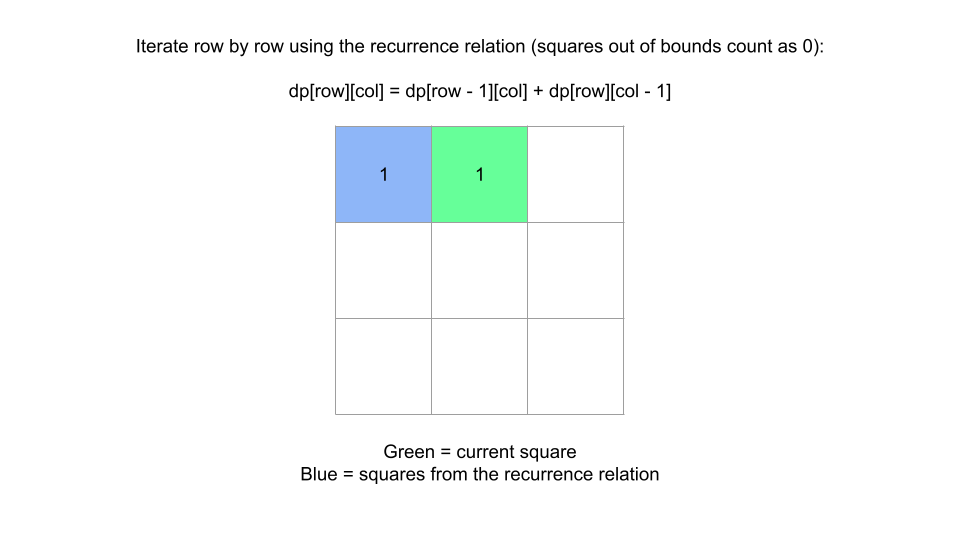 Iterate row by row using the recurrence relation (squares out of bounds count as 0):
dp[row][col] = dp[row - 1][col] + dp[row][col - 1]
1 1
Green = current square
Blue = squares from the recurrence relation